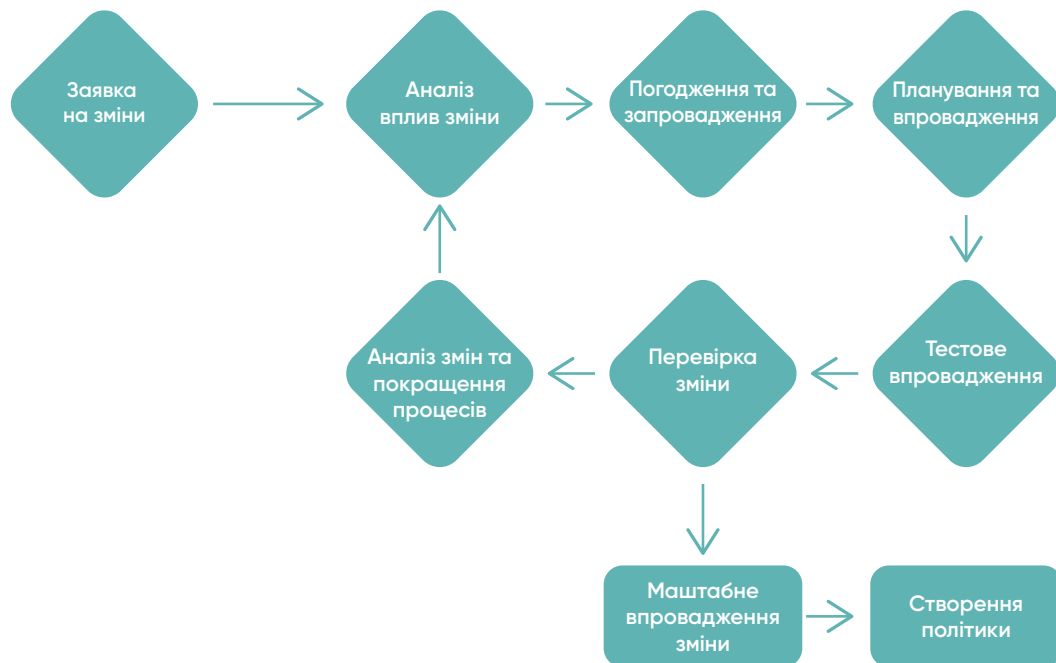 Заявка
на зміни
Аналіз
вплив зміни
Погодження та
запровадження
Планування та
впровадження
Аналіз змін та
покращення
процесів
Перевірка
зміни
Тестове
впровадження
Маштабне
впровадження
зміни
Створення
політики